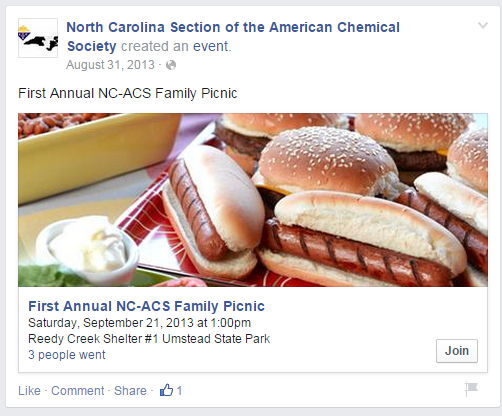 North Carolina Section of the American Chemical
Society created an event.
August 31, 2013 ·
First Annual NC-ACS Family Picnic
First Annual NC-ACS Family Picnic
Saturday, September 21, 2013 at 1:00pm
Reedy Creek Shelter #1 Umstead State Park
3 people went
Join
Like · Comment · Share · 1